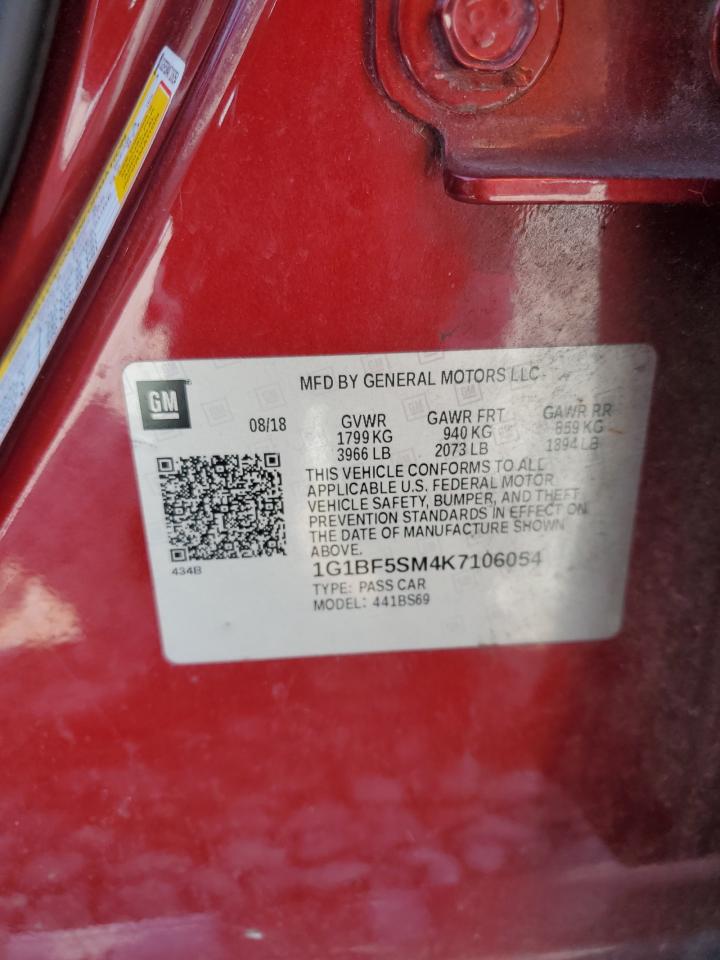 GM
MFD BY GENERAL MOTORS LLC
08/18
GVWR GAWR FRT GAWR RR
1799 KG 940 KG 859 KG
3966 LB 2073 LB 1894 LB
THIS VEHICLE CONFORMS TO ALL
APPLICABLE U.S. FEDERAL MOTOR
VEHICLE SAFETY, BUMPER, AND THEFT
PREVENTION STANDARDS IN EFFECT ON
THE DATE OF MANUFACTURE SHOWN
ABOVE.
434B
1G1BF5SM4K7106054
TYPE: PASS CAR
MODEL: 441BS69